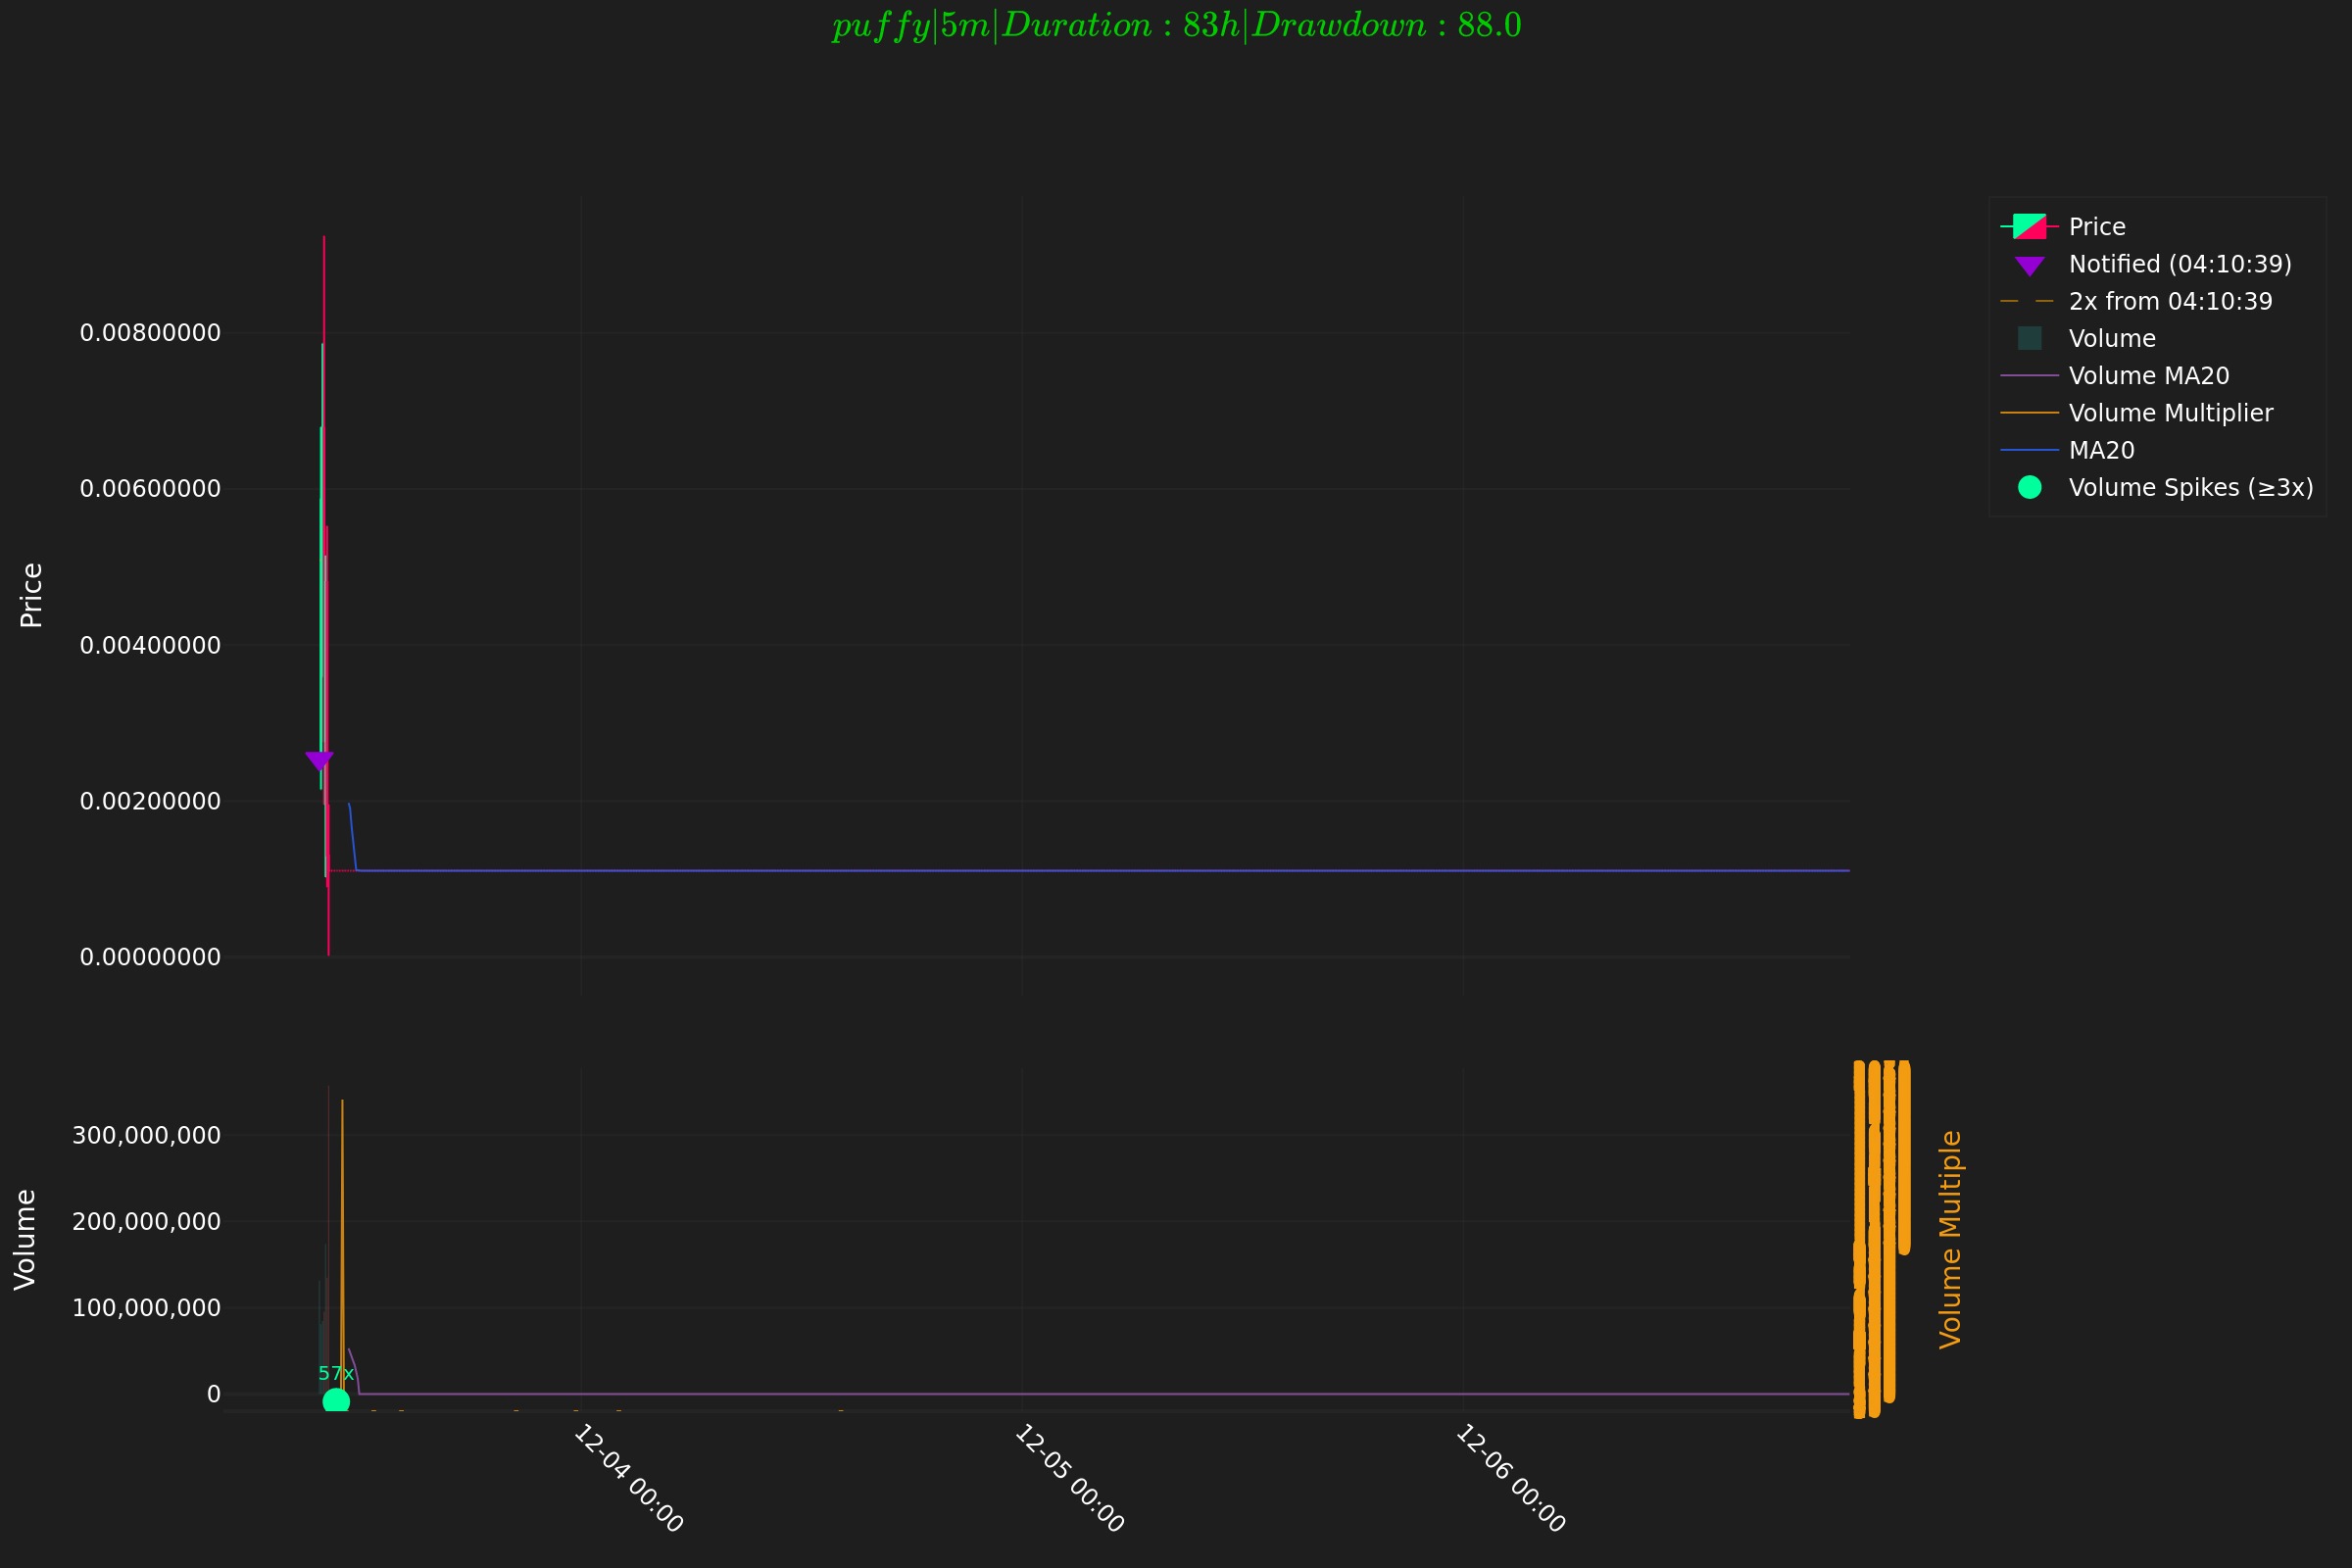 puffy|5m|Duration : 83h|Drawdown : 88.0
Price
Notified (04:10:39)
2x from 04:10:39
Volume
Volume MA20
Volume Multiplier
MA20
Volume Spikes (≥3x)
Price
0.00800000
0.00600000
0.00400000
0.00200000
0.00000000
Volume
300,000,000
200,000,000
100,000,000
0
57x
Volume Multiple
12-04 00:00
12-05 00:00
12-06 00:00